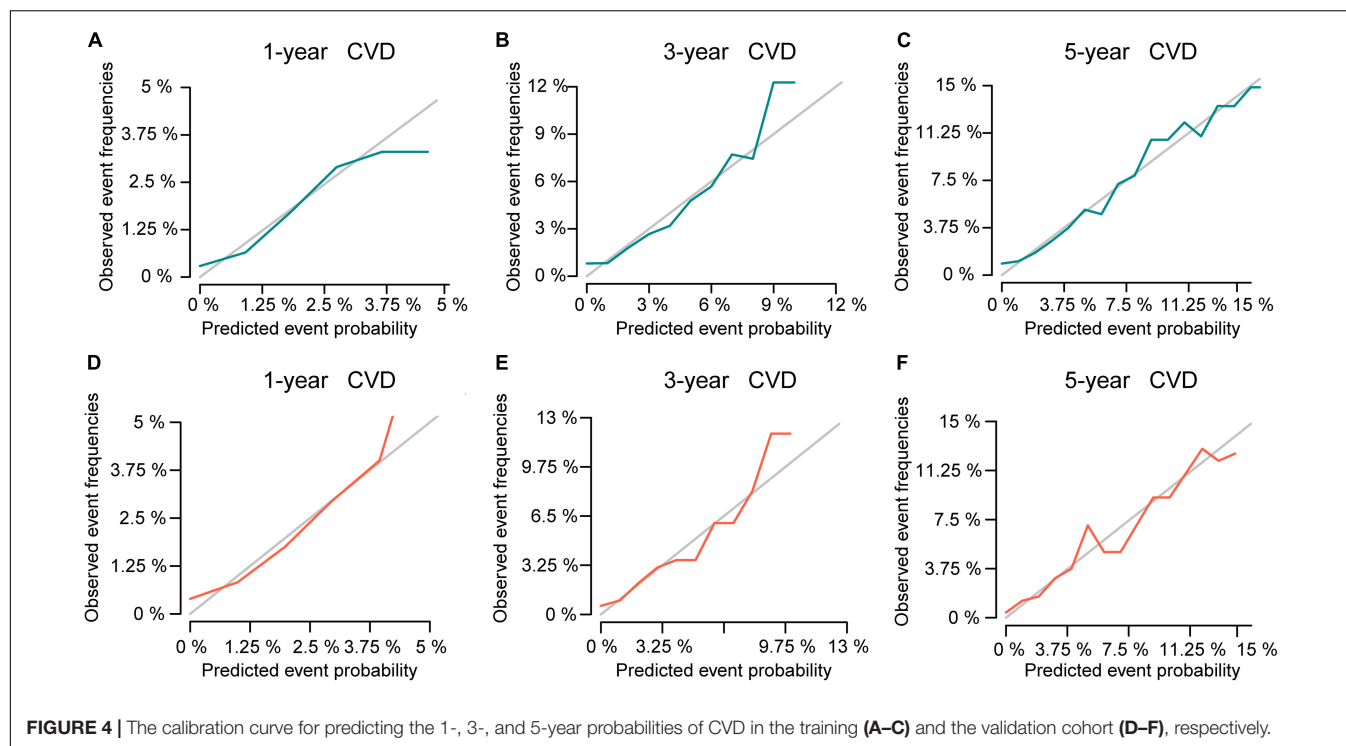 A
1-year CVD
Observed event frequencies
5 %
3.75 %
2.5 %
1.25 %
0 %
0 % 1.25 % 2.5 % 3.75 % 5 %
Predicted event probability
B
3-year CVD
Observed event frequencies
12 %
9 %
6 %
3 %
0 %
0 % 3 % 6 % 9 % 12 %
Predicted event probability
C
5-year CVD
Observed event frequencies
15 %
11.25 %
7.5 %
3.75 %
0 %
0 % 3.75 % 7.5 % 11.25 % 15 %
Predicted event probability
D
1-year CVD
Observed event frequencies
5 %
3.75 %
2.5 %
1.25 %
0 %
0 % 1.25 % 2.5 % 3.75 % 5 %
Predicted event probability
E
3-year CVD
Observed event frequencies
13 %
9.75 %
6.5 %
3.25 %
0 %
0 % 3.25 % 9.75 % 13 %
Predicted event probability
F
5-year CVD
Observed event frequencies
15 %
11.25 %
7.5 %
3.75 %
0 %
0 % 3.75 % 7.5 % 11.25 % 15 %
Predicted event probability
FIGURE 4 | The calibration curve for predicting the 1-, 3-, and 5-year probabilities of CVD in the training (A–C) and the validation cohort (D–F), respectively.